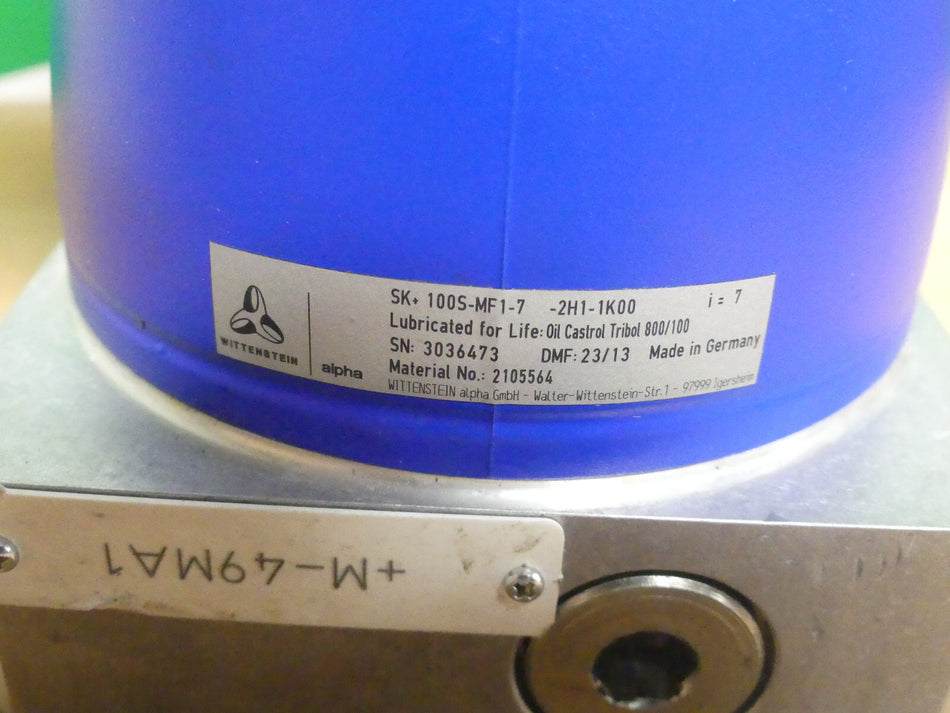 SK+ 100S-MF1-7 -2H1-1K00 i = 7
Lubricated for Life: Oil Castrol Tribol 800/100
SN: 3036473 DMF: 23/13 Made in Germany
Material No.: 2105564
WITTENSTEIN alpha GmbH - Walter-Wittenstein-Str.1 - 97999 Igersheim
WITTENSTEIN
alpha
+M-49MA1